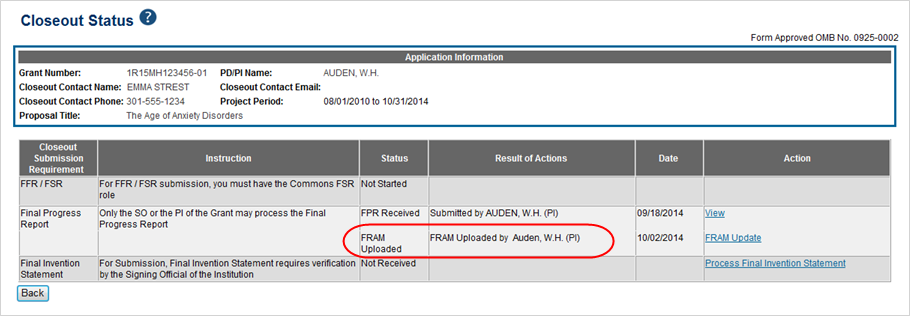 Closeout Status ?
Form Approved OMB No. 0925-0002
Application Information
Grant Number: 1R15MH123456-01 PD/PI Name: AUDEN, W.H.
Closeout Contact Name: EMMA STREST Closeout Contact Email:
Closeout Contact Phone: 301-555-1234 Project Period: 08/01/2010 to 10/31/2014
Proposal Title: The Age of Anxiety Disorders
Closeout
Submission
Requirement
Instruction
Status
Result of Actions
Date
Action
FFR / FSR
For FFR / FSR submission, you must have the Commons FSR
role
Not Started
Final Progress
Report
Only the SO or the PI of the Grant may process the Final
Progress Report
FPR Received
Submitted by AUDEN, W.H. (PI)
09/18/2014
View
FRAM
Uploaded
FRAM Uploaded by Auden, W.H. (PI)
10/02/2014
FRAM Update
Final Invention
Statement
For Submission, Final Invention Statement requires verification
by the Signing Official of the Institution
Not Received
Process Final Invention Statement
Back